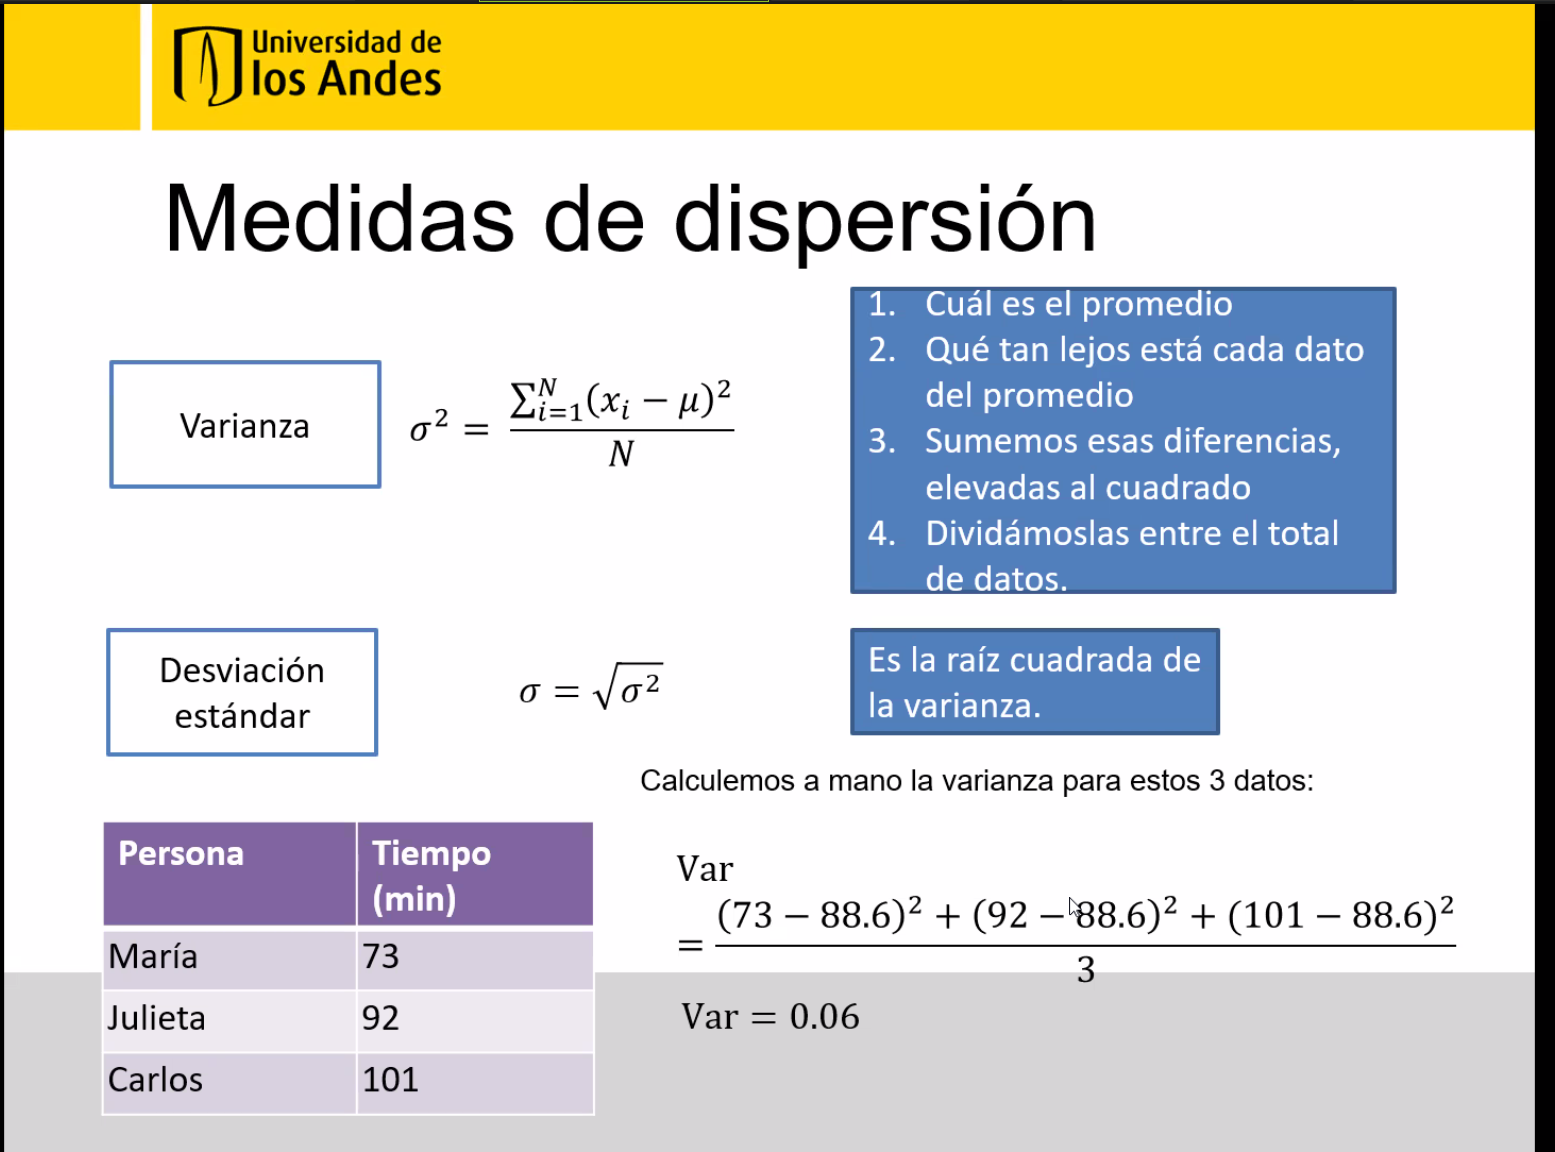 Universidad de
los Andes
Medidas de dispersión
Varianza
σ² = ∑ᵢ₌₁ᴺ(xᵢ − μ)² / N
1. Cuál es el promedio
2. Qué tan lejos está cada dato
del promedio
3. Sumemos esas diferencias,
elevadas al cuadrado
4. Dividámoslas entre el total
de datos.
Desviación
estándar
σ = √σ²
Es la raíz cuadrada de
la varianza.
Calculemos a mano la varianza para estos 3 datos:
Persona Tiempo
(min)
María 73
Julieta 92
Carlos 101
Var
= (73 − 88.6)² + (92 − 88.6)² + (101 − 88.6)² / 3
Var = 0.06